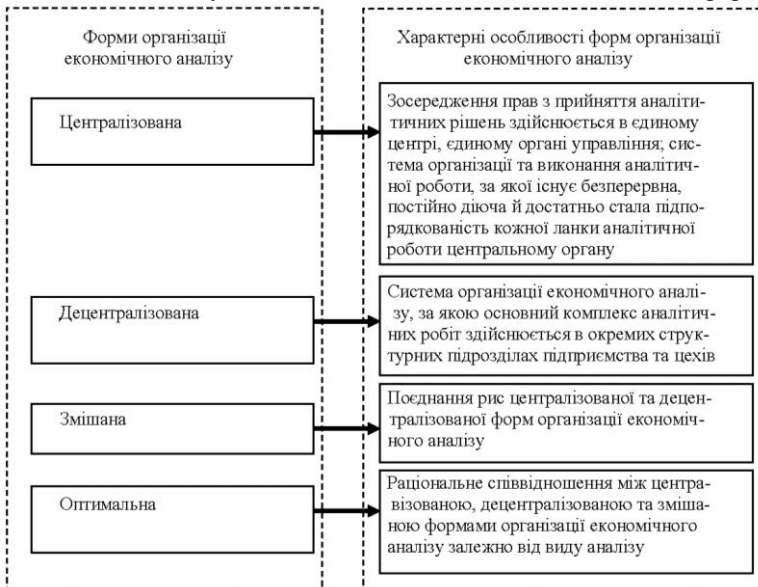 Форми організації
економічного аналізу
Характерні особливості форм організації
економічного аналізу
Централізована
Зосередження прав з прийняття аналіти-
тичних рішень здійснюється в єдиному
центрі, єдиному органі управління; сис-
тема організації та виконання аналітич-
ної роботи, за якої існує безперервна,
постійно діюча й достатньо стала підпо-
рядкованість кожної ланки аналітичної
роботи центральному органу
Децентралізована
Система організації економічного аналі-
зу, за якою основний комплекс аналітич-
них робіт здійснюється в окремих струк-
турних підрозділах підприємства та цехів
Змішана
Поєднання рис централізованої та децен-
тралізованої форм організації економіч-
ного аналізу
Оптимальна
Раціональне співвідношення між центра-
візованою, децентралізованою та зміша-
ною формами організації економічного
аналізу залежно від виду аналізу